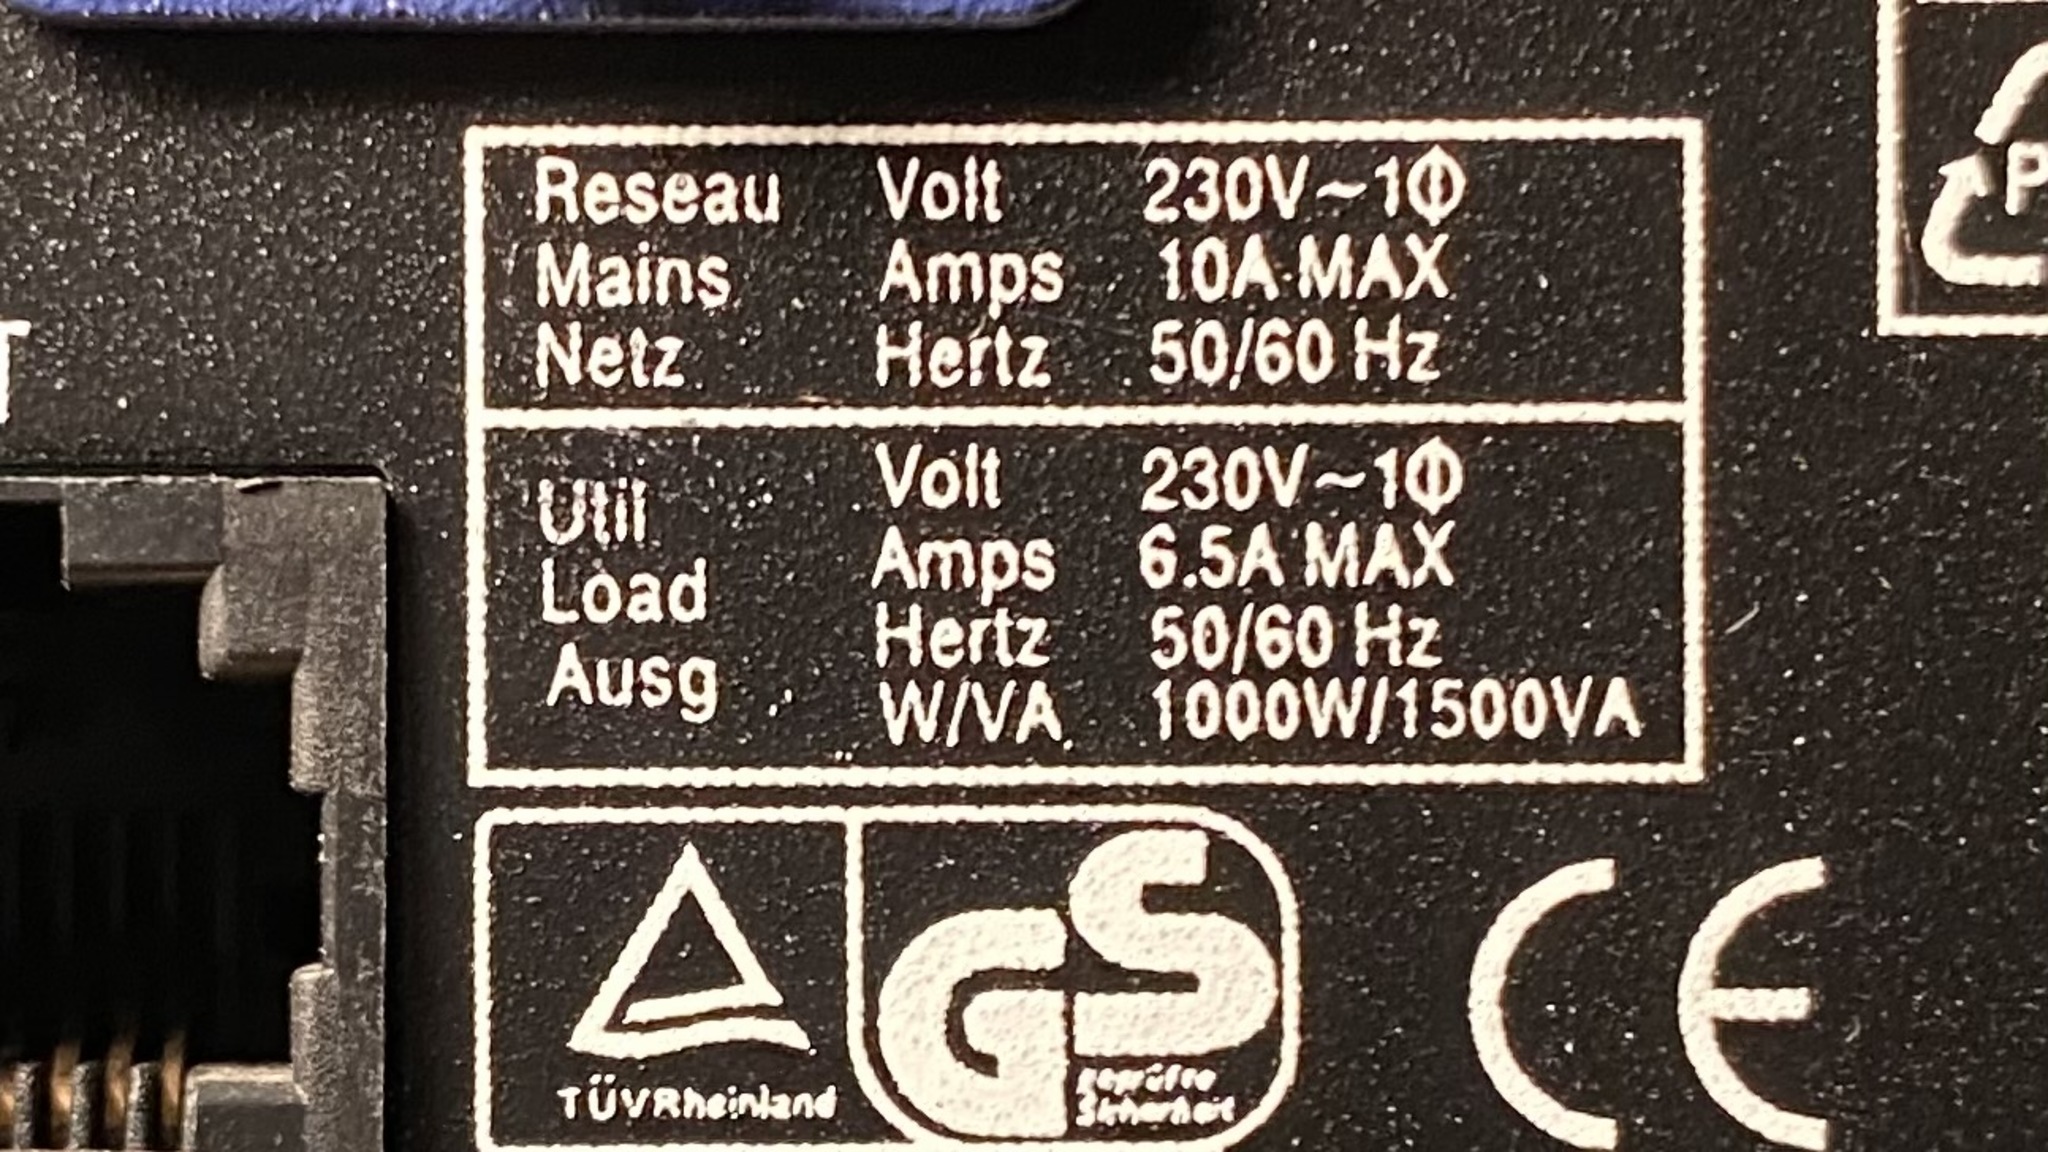 Reseau Volt 230V~1Φ
Mains Amps 10A MAX
Netz Hertz 50/60 Hz
Util Volt 230V~1Φ
Load Amps 6.5A MAX
Ausg Hertz 50/60 Hz
W/VA 1000W/1500VA
T
P
TÜVRheinland
GS
geprüfte
Sicherheit
CE